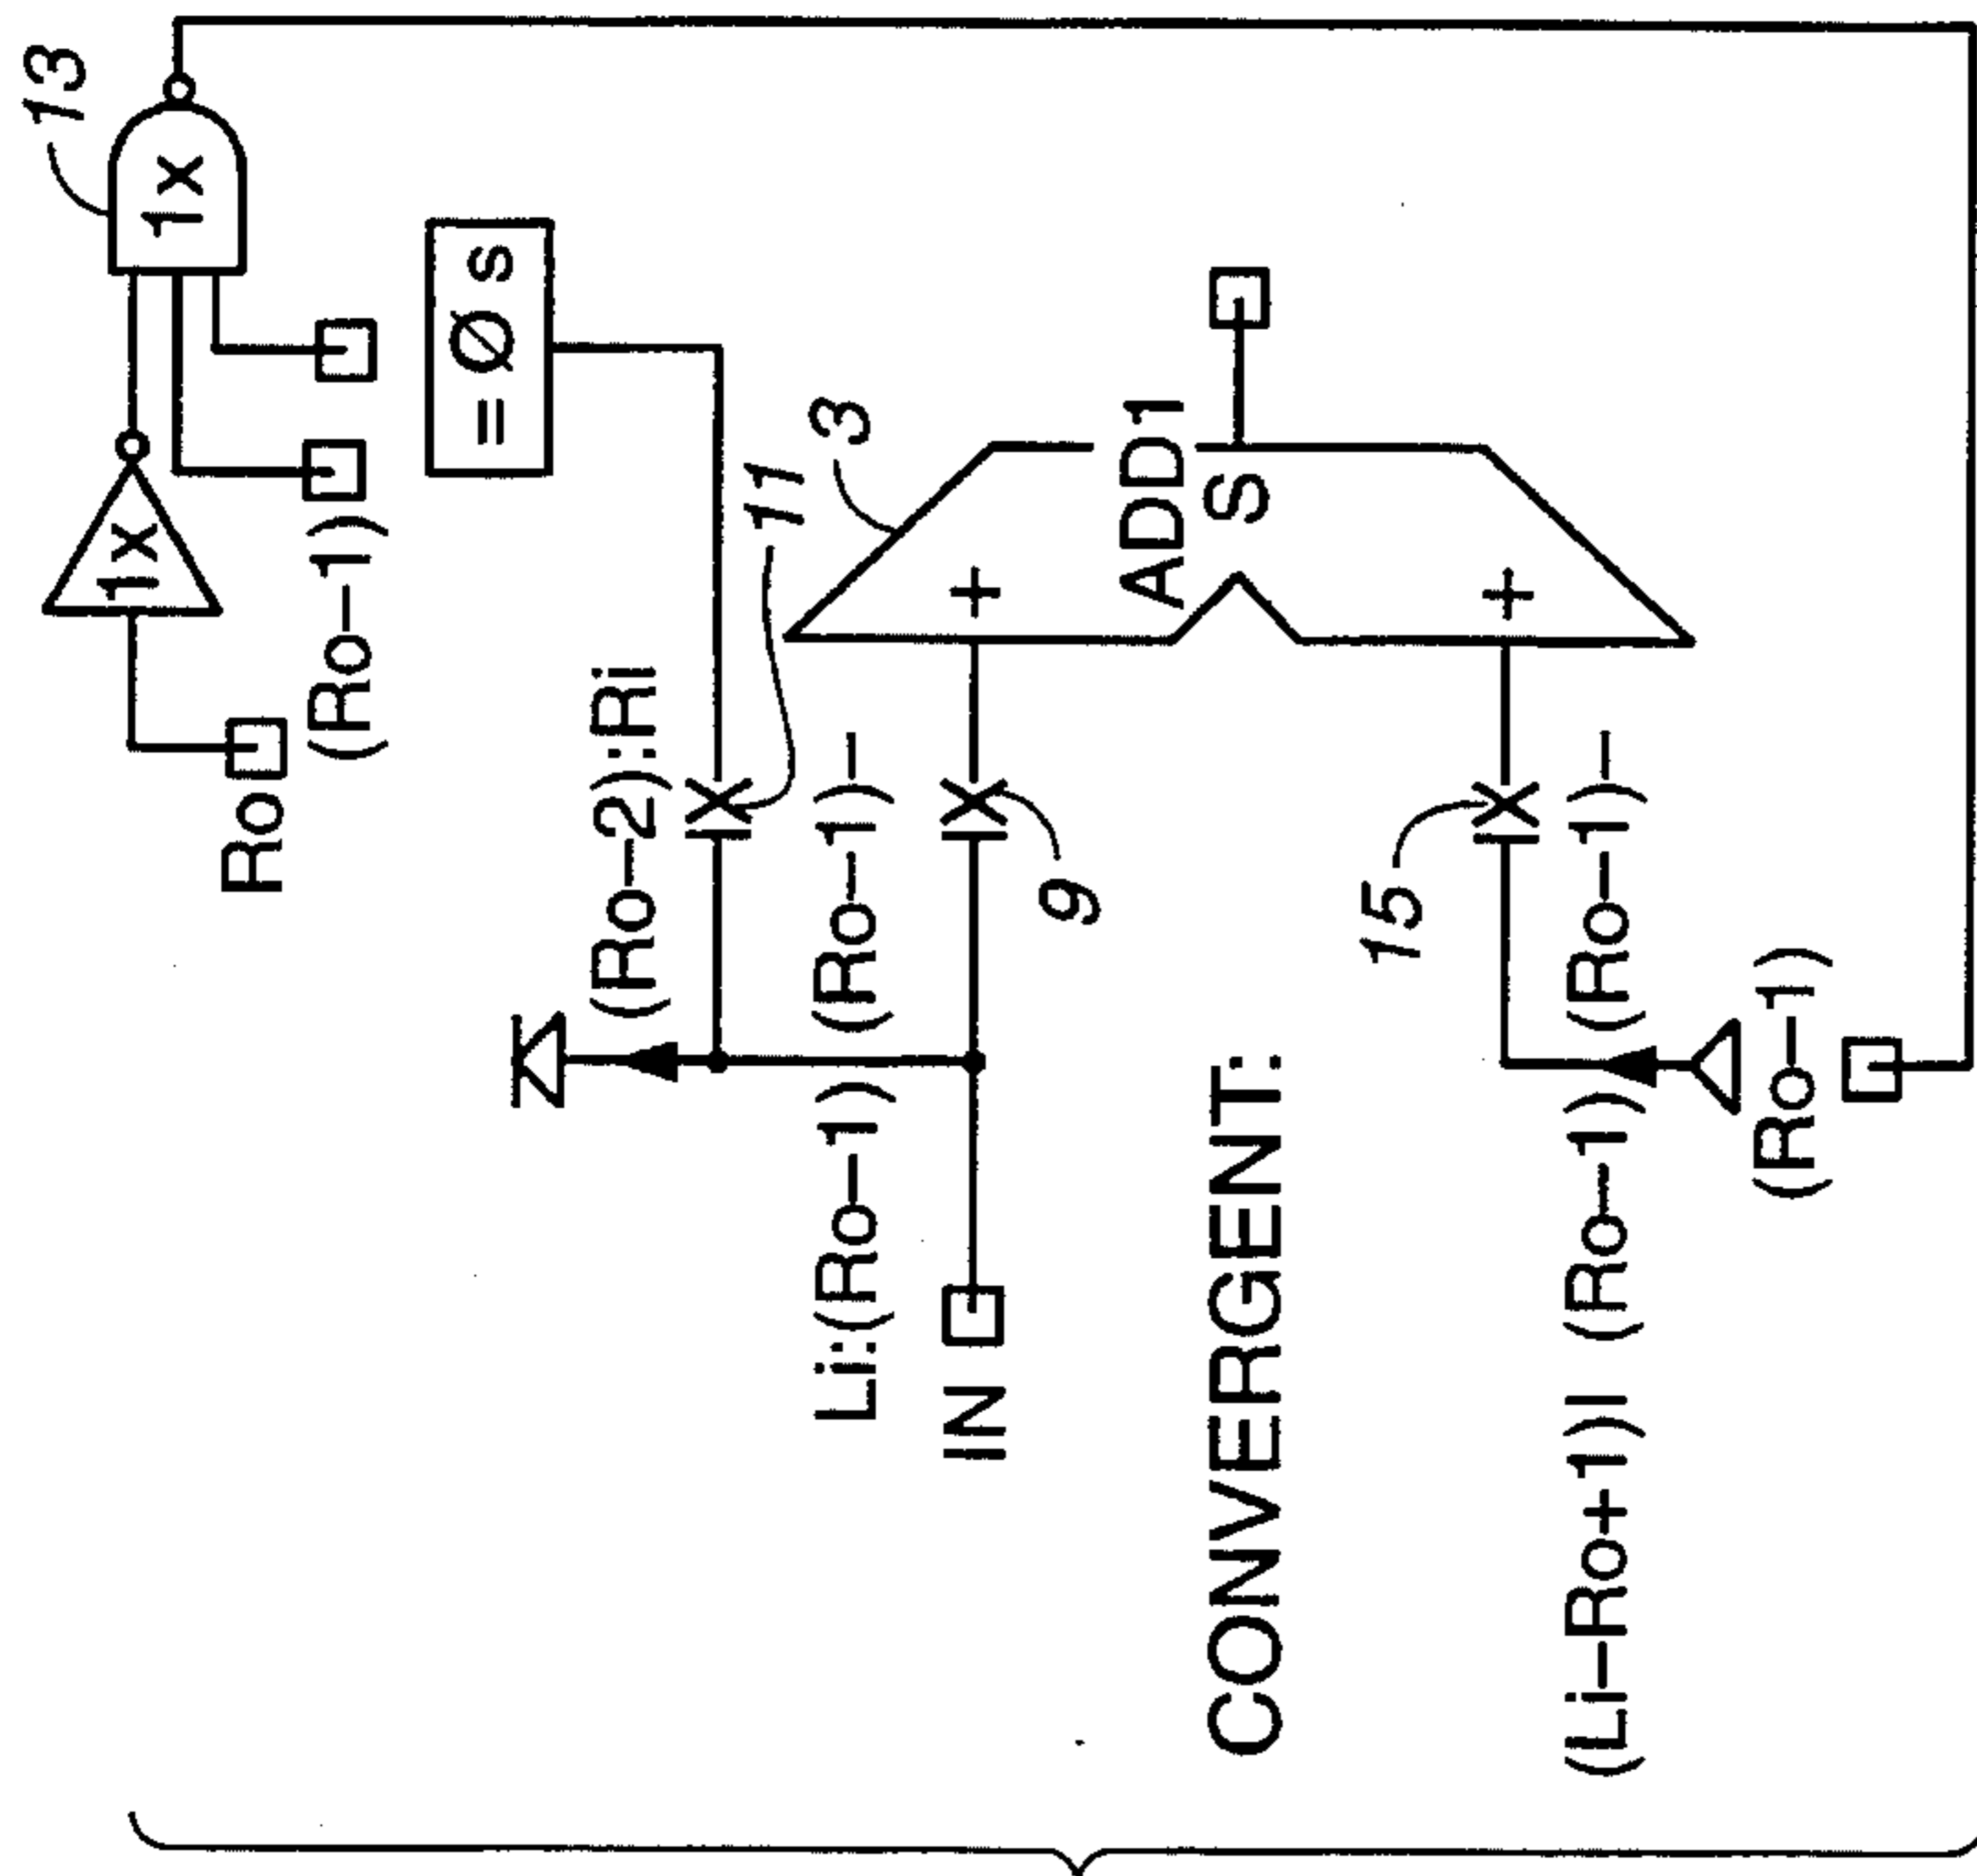 13
1x
1x
Ro
(Ro-1)
= Ø s
(Ro-2):Ri
11
3
Li:(Ro-1)
(Ro-1)-
IN
9
+
ADD1
S
CONVERGENT:
15
+
(Li-Ro+1)I (Ro-1) (Ro-1)-
(Ro-1)